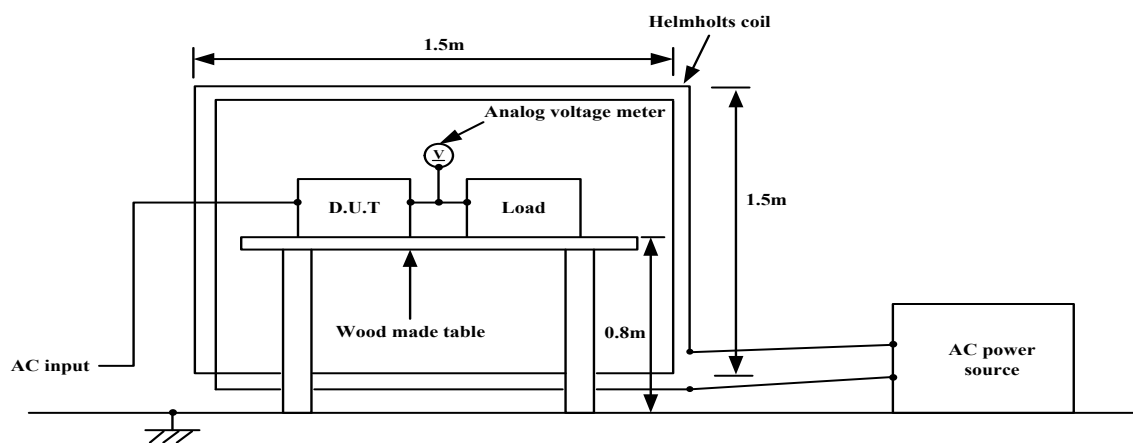 Helmholts coil
1.5m
Analog voltage meter
V
D.U.T
Load
1.5m
Wood made table
0.8m
AC input
AC power
source